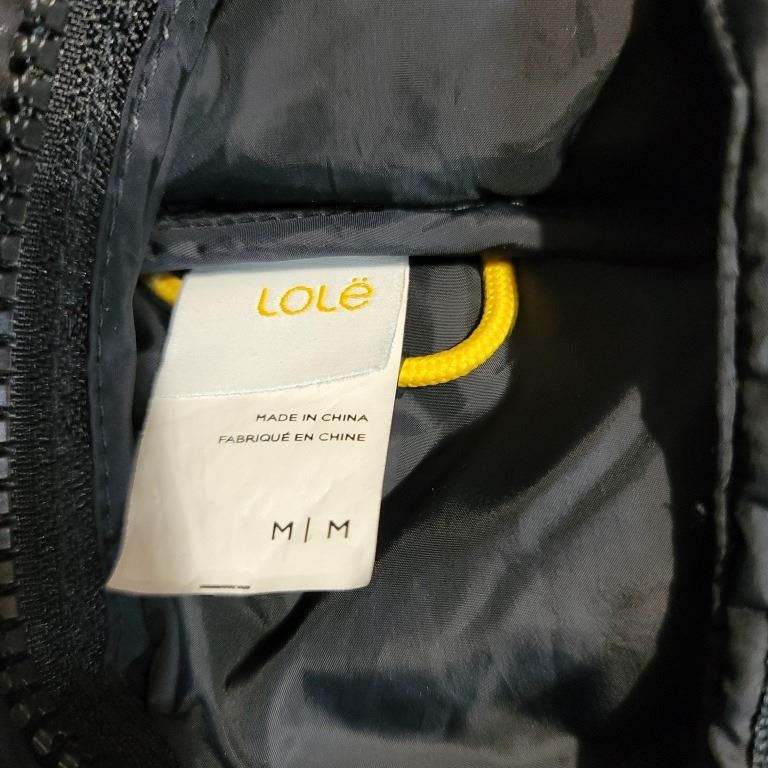 LOLë
MADE IN CHINA
FABRIQUÉ EN CHINE
M | M